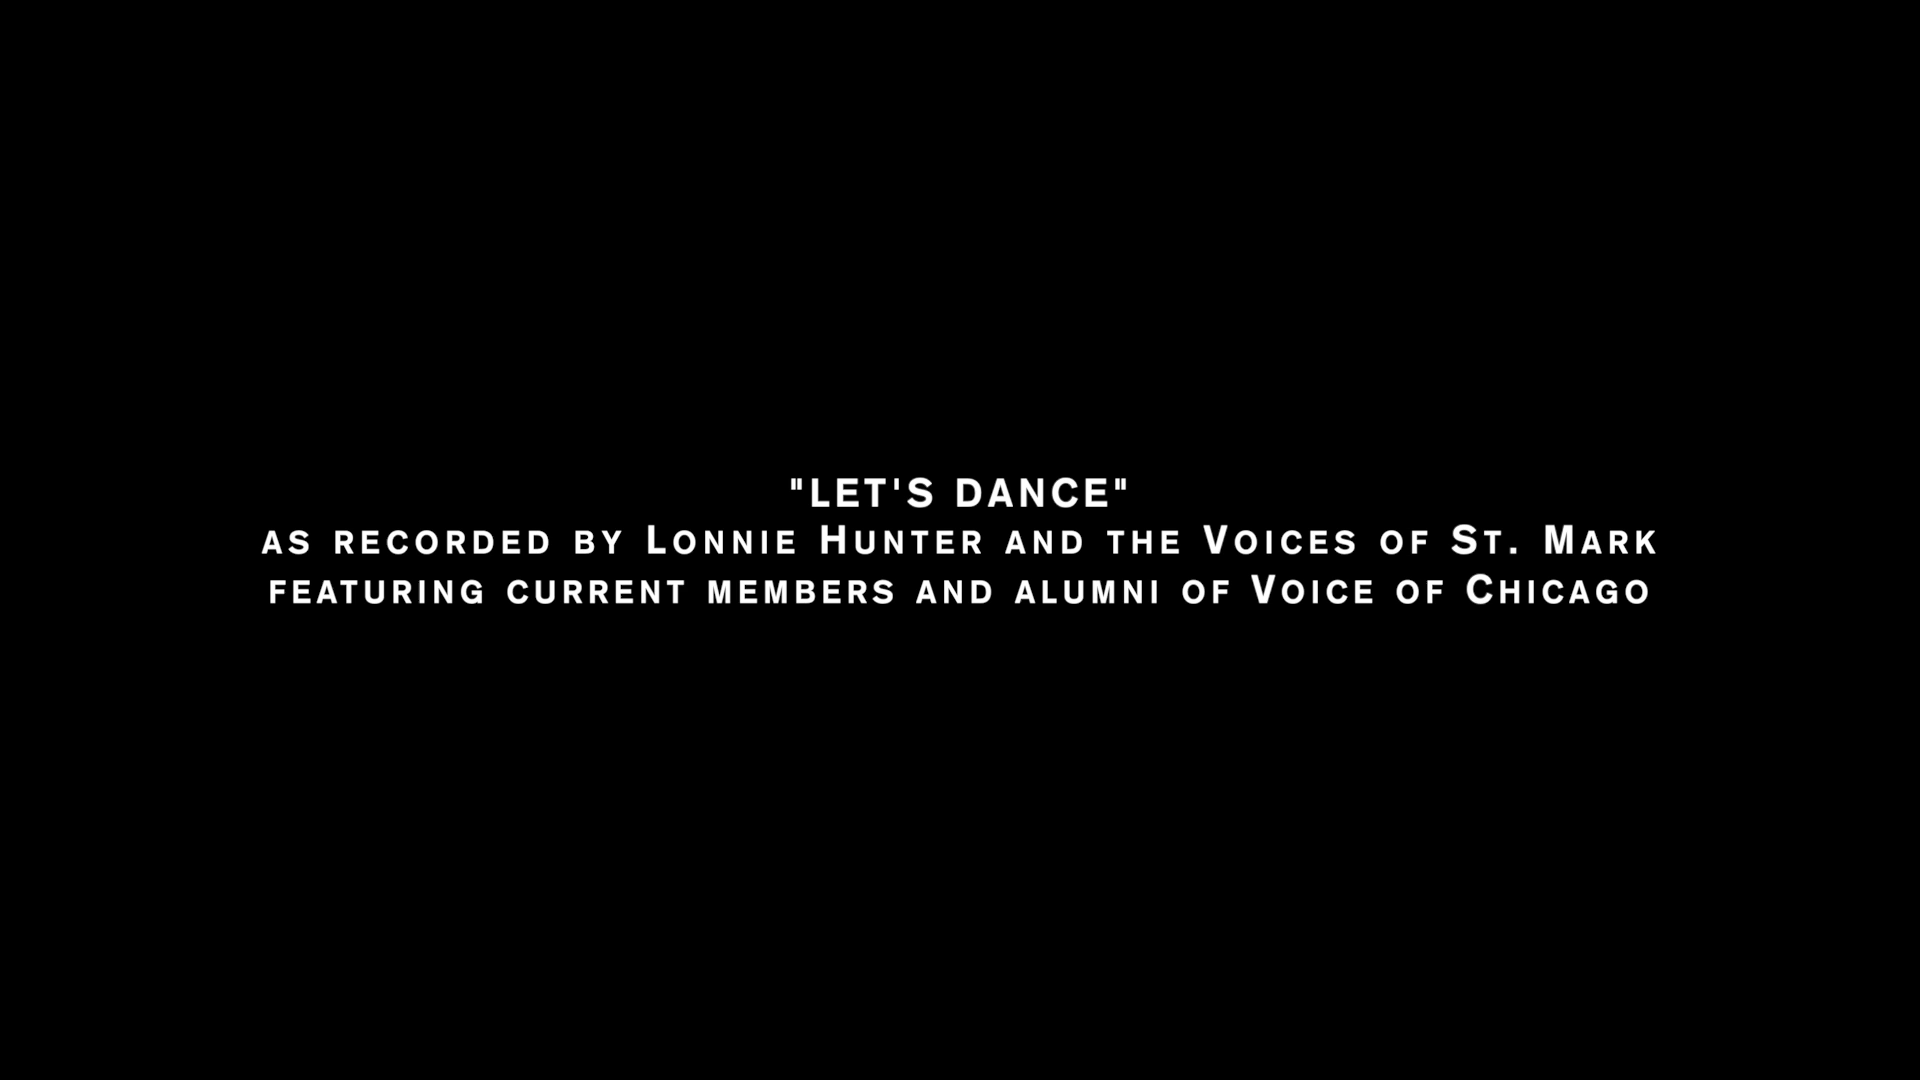 "LET'S DANCE"
AS RECORDED BY LONNIE HUNTER AND THE VOICES OF ST. MARK
FEATURING CURRENT MEMBERS AND ALUMNI OF VOICE OF CHICAGO